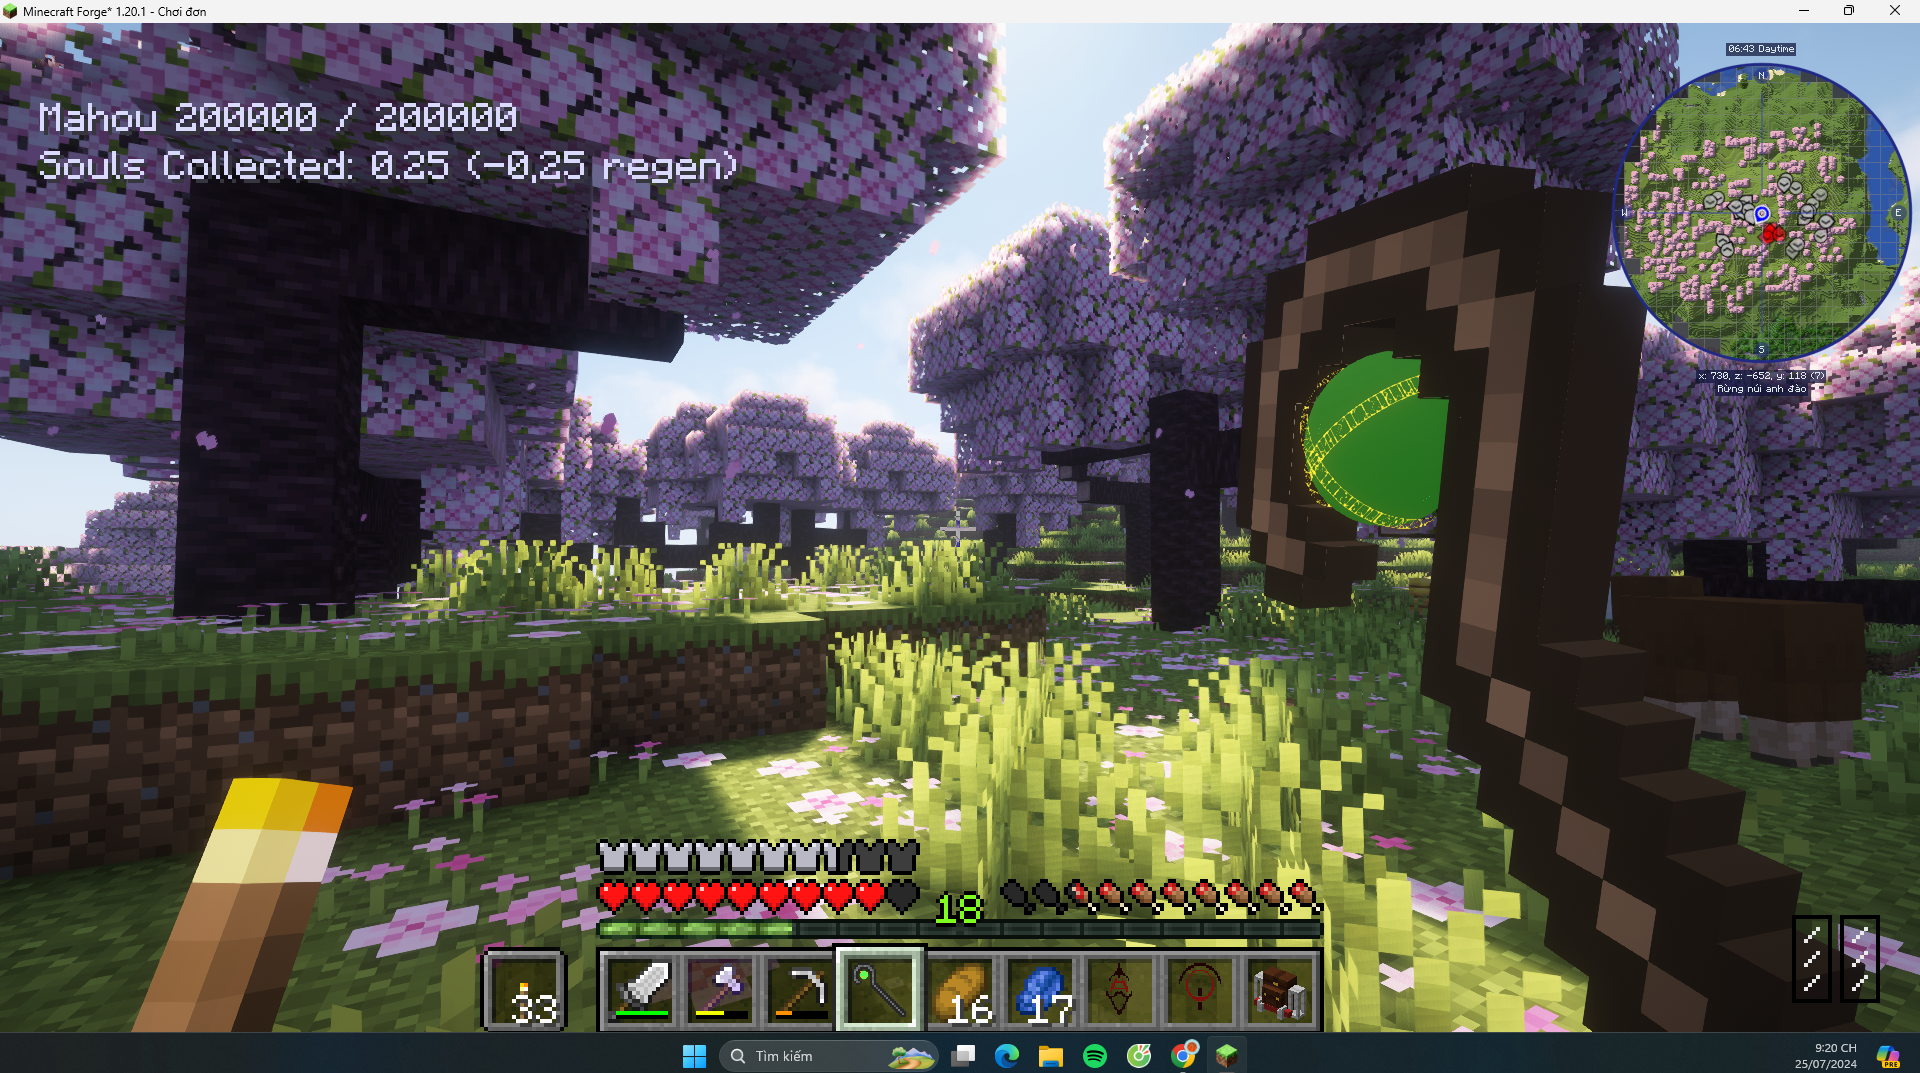 Minecraft Forge* 1.20.1 - Chơi đơn
06:43 Daytime
N
Mahou 200000 / 200000
Souls Collected: 0.25 (-0,25 regen)
W
E
S
x: 730, z: -652, y: 118 (7)
Rừng núi anh đào
18
33
16
17
Tìm kiếm
9:20 CH
25/07/2024
PRE